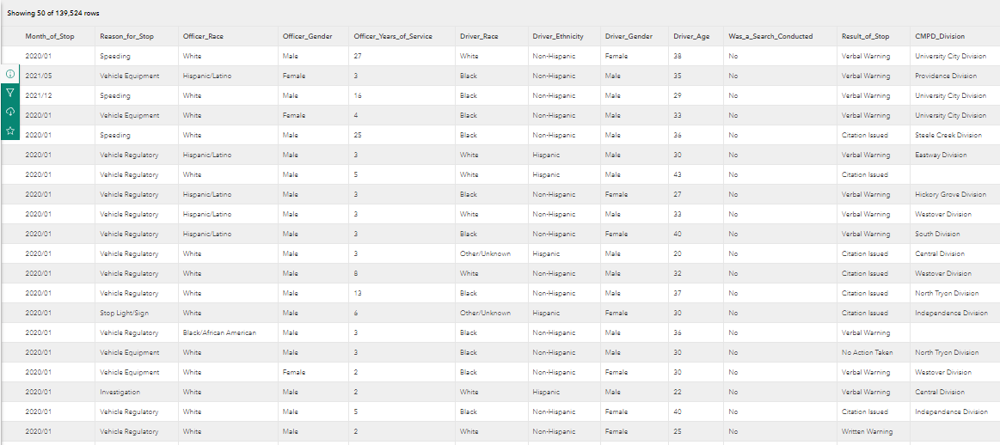 Showing 50 of 139,524 rows
Month_of_Stop Reason_for_Stop Officer_Race Officer_Gender Officer_Years_of_Service Driver_Race Driver_Ethnicity Driver_Gender Driver_Age Was_a_Search_Conducted Result_of_Stop CMPD_Division
2020/01 Speeding White Male 27 White Non-Hispanic Female 38 No Verbal Warning University City Division
2021/05 Vehicle Equipment Hispanic/Latino Female 3 Black Non-Hispanic Male 35 No Verbal Warning Providence Division
2021/12 Speeding White Male 16 Black Non-Hispanic Male 29 No Verbal Warning University City Division
2020/01 Vehicle Equipment White Female 4 Black Non-Hispanic Male 33 No Verbal Warning University City Division
2020/01 Speeding White Male 25 Black Non-Hispanic Male 36 No Citation Issued Steele Creek Division
2020/01 Vehicle Regulatory Hispanic/Latino Male 3 White Hispanic Male 30 No Verbal Warning Eastway Division
2020/01 Vehicle Regulatory White Male 5 White Hispanic Male 43 No Citation Issued
2020/01 Vehicle Regulatory Hispanic/Latino Male 3 Black Non-Hispanic Female 27 No Verbal Warning Hickory Grove Division
2020/01 Vehicle Regulatory Hispanic/Latino Male 3 White Non-Hispanic Male 33 No Verbal Warning Westover Division
2020/01 Vehicle Regulatory Hispanic/Latino Male 3 Black Non-Hispanic Female 40 No Verbal Warning South Division
2020/01 Vehicle Regulatory White Male 3 Other/Unknown Hispanic Male 20 No Citation Issued Central Division
2020/01 Vehicle Regulatory White Male 8 White Non-Hispanic Male 32 No Citation Issued Westover Division
2020/01 Vehicle Regulatory White Male 13 Black Non-Hispanic Male 37 No Citation Issued North Tryon Division
2020/01 Stop Light/Sign White Male 6 Other/Unknown Hispanic Female 30 No Citation Issued Independence Division
2020/01 Vehicle Regulatory Black/African American Male 3 Black Non-Hispanic Male 36 No Verbal Warning
2020/01 Vehicle Equipment White Male 3 Black Non-Hispanic Male 30 No No Action Taken North Tryon Division
2020/01 Vehicle Equipment White Female 2 Black Non-Hispanic Female 30 No Verbal Warning Westover Division
2020/01 Investigation White Male 2 White Hispanic Male 22 No Verbal Warning Central Division
2020/01 Vehicle Regulatory White Male 5 Black Non-Hispanic Female 40 No Citation Issued Independence Division
2020/01 Vehicle Regulatory White Male 2 White Non-Hispanic Female 25 No Written Warning